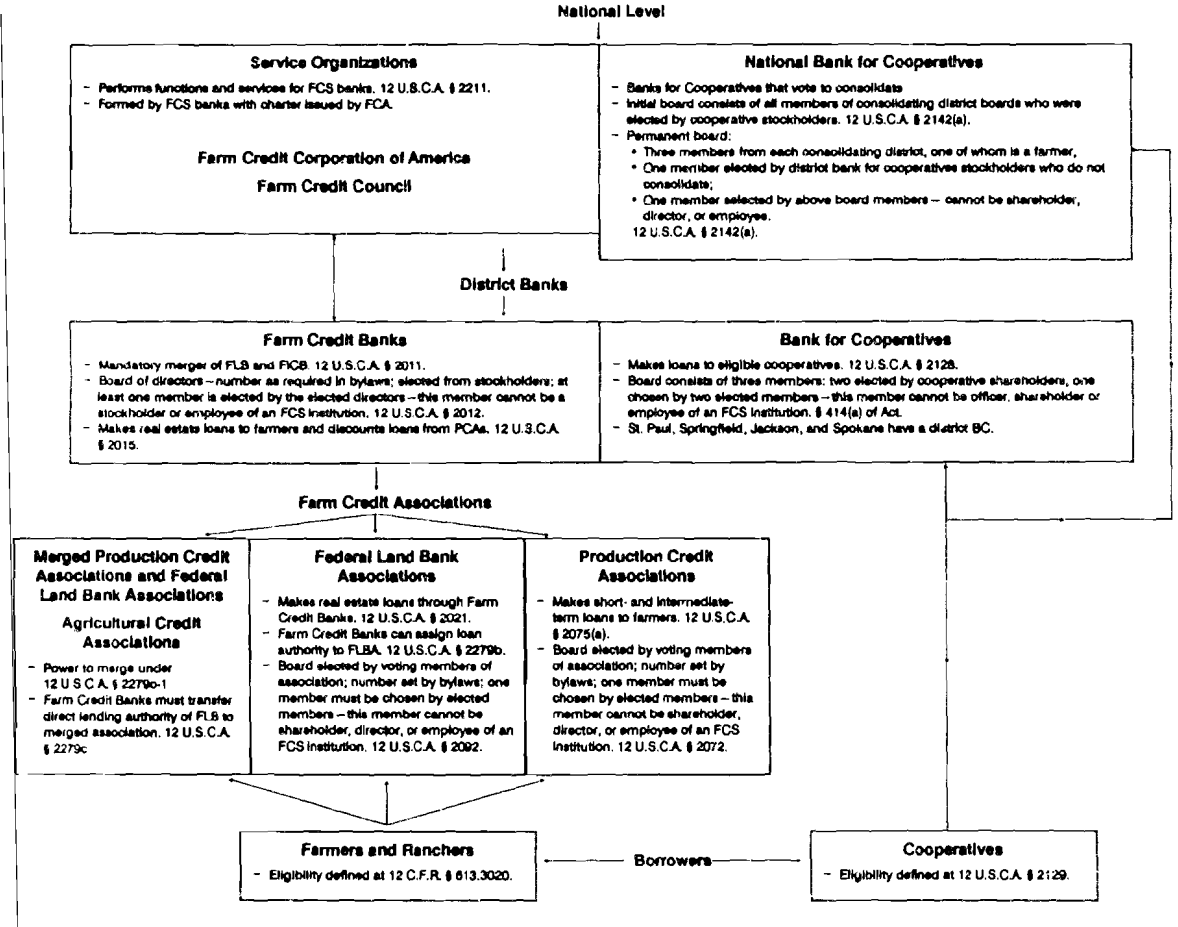 National Level
Service Organizations
– Performs functions and services for FCS banks. 12 U.S.C.A. § 2211.
– Formed by FCS banks with charter issued by FCA.
Farm Credit Corporation of America
Farm Credit Council
National Bank for Cooperatives
– Banks for Cooperatives that vote to consolidate
– Initial board consists of all members of consolidating district boards who were
elected by cooperative stockholders. 12 U.S.C.A. § 2142(a).
– Permanent board:
• Three members from each consolidating district, one of whom is a farmer,
• One member elected by district bank for cooperatives stockholders who do not
consolidate;
• One member selected by above board members – cannot be shareholder,
director, or employee.
12 U.S.C.A. § 2142(a).
District Banks
Farm Credit Banks
– Mandatory merger of FLB and FICB. 12 U.S.C.A. § 2011.
– Board of directors – number as required in bylaws; elected from stockholders; at
least one member is elected by the elected directors – this member cannot be a
stockholder or employee of an FCS institution. 12 U.S.C.A. § 2012.
– Makes real estate loans to farmers and discounts loans from PCAs. 12 U.S.C.A.
§ 2015.
Bank for Cooperatives
– Makes loans to eligible cooperatives. 12 U.S.C.A. § 2128.
– Board consists of three members: two elected by cooperative shareholders, one
chosen by two elected members – this member cannot be officer, shareholder or
employee of an FCS institution. § 414(a) of Act.
– St. Paul, Springfield, Jackson, and Spokane have a district BC.
Farm Credit Associations
Merged Production Credit
Associations and Federal
Land Bank Associations
Agricultural Credit
Associations
– Power to merge under
12 U S C A. § 2279c-1
– Farm Credit Banks must transfer
direct lending authority of FLB to
merged association. 12 U.S.C.A.
§ 2279c
Federal Land Bank
Associations
– Makes real estate loans through Farm
Credit Banks. 12 U.S.C.A. § 2021.
– Farm Credit Banks can assign loan
authority to FLBA. 12 U.S.C.A. § 2279b.
– Board elected by voting members of
association; number set by bylaws; one
member must be chosen by elected
members – this member cannot be
shareholder, director, or employee of an
FCS institution. 12 U.S.C.A. § 2092.
Production Credit
Associations
– Makes short- and intermediate-
term loans to farmers. 12 U.S.C.A.
§ 2075(a).
– Board elected by voting members
of association; number set by
bylaws; one member must be
chosen by elected members – this
member cannot be shareholder,
director, or employee of an FCS
institution. 12 U.S.C.A. § 2072.
Farmers and Ranchers
– Eligibility defined at 12 C.F.R. § 613.3020.
Borrowers
Cooperatives
– Eligibility defined at 12 U.S.C.A. § 2129.